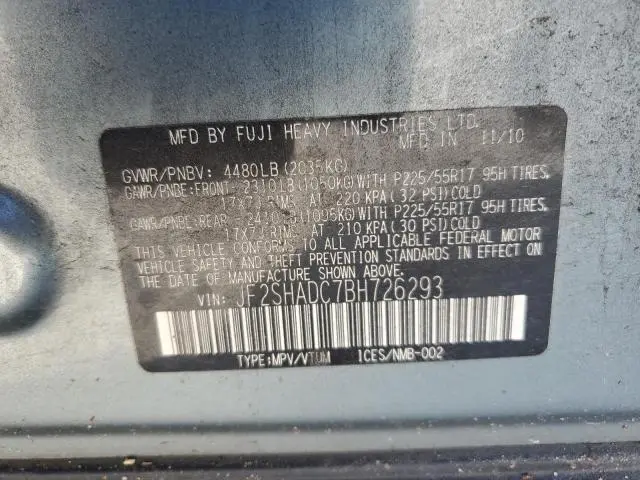 MFD BY FUJI HEAVY INDUSTRIES LTD.
MFD IN 11/10
GVWR/PNBV: 4480LB(2035KG)
GAWR/PNBE:FRONT- 2310LB(1050KG)WITH P225/55R17 95H TIRES,
17X7J RIMS AT 220 KPA( 32 PSI)COLD
GAWR/PNBE:REAR - 2410LB(1095KG)WITH P225/55R17 95H TIRES,
17X7J RIMS AT 210 KPA( 30 PSI)COLD
THIS VEHICLE CONFORMS TO ALL APPLICABLE FEDERAL MOTOR
VEHICLE SAFETY AND THEFT PREVENTION STANDARDS IN EFFECT
ON THE DATE OF MANUFACTURE SHOWN ABOVE.
VIN: JF2SHADC7BH726293
TYPE:MPV/VTUM ICES/NMB-002